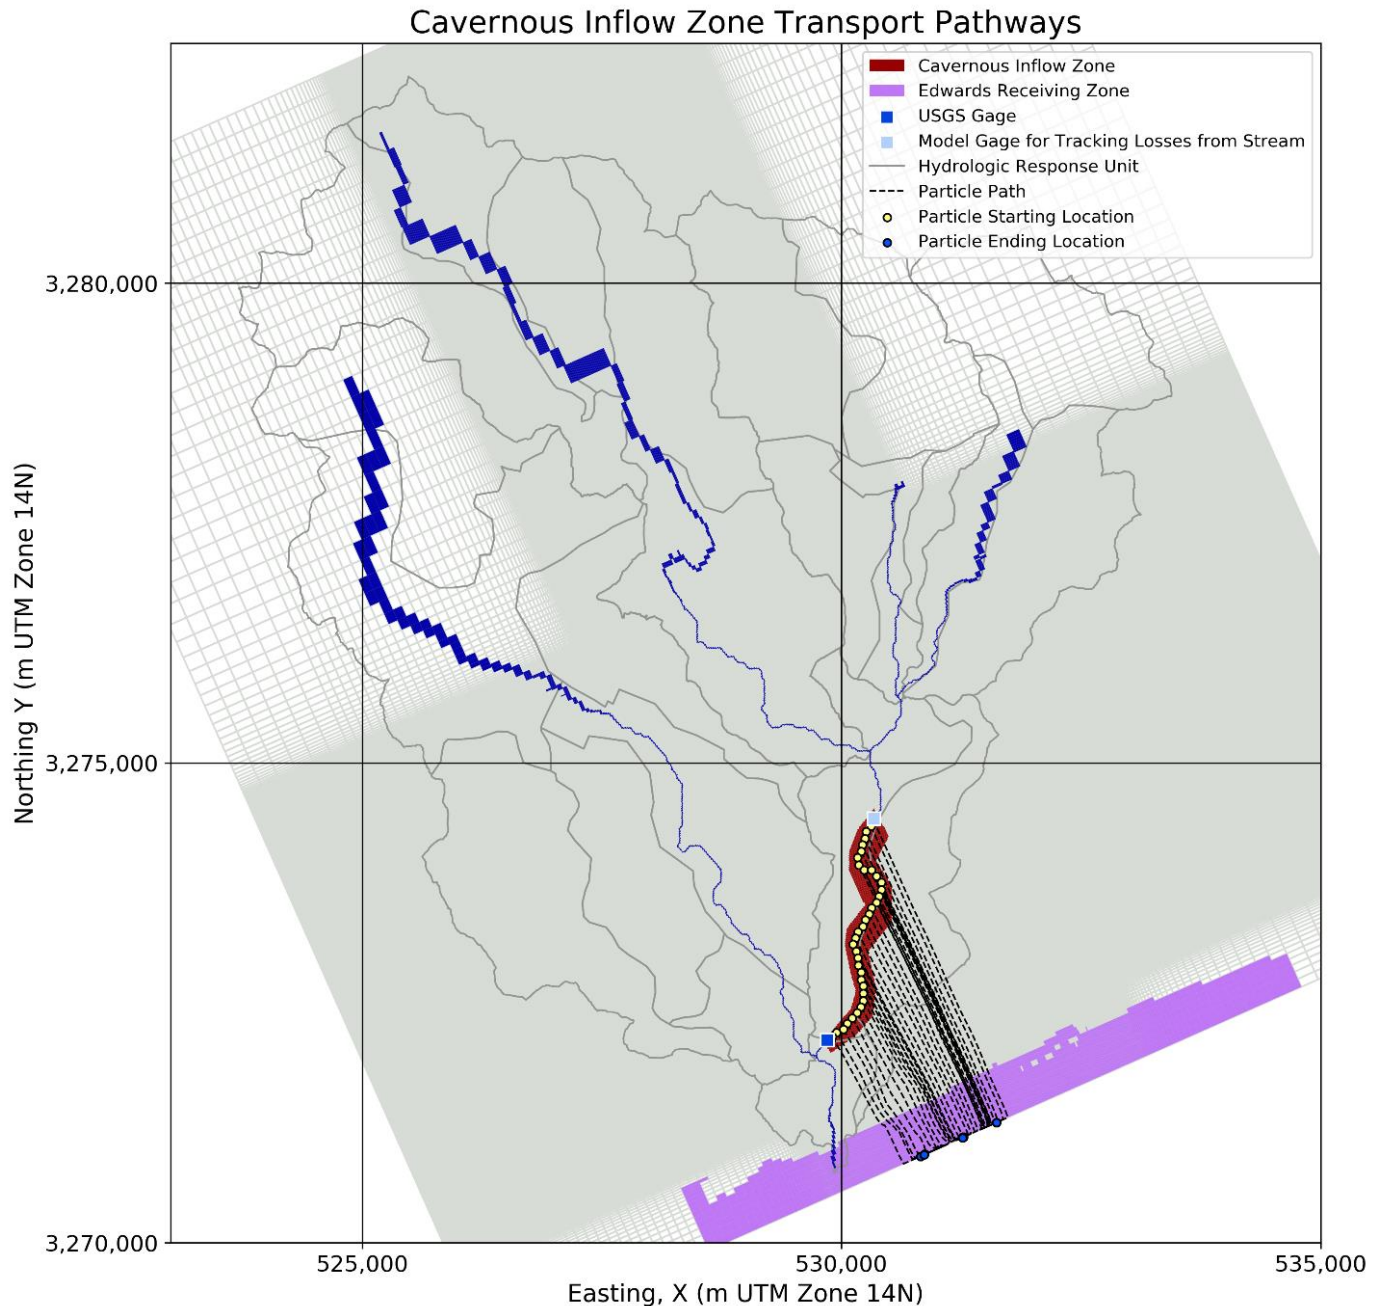 Cavernous Inflow Zone Transport Pathways
Cavernous Inflow Zone
Edwards Receiving Zone
USGS Gage
Model Gage for Tracking Losses from Stream
Hydrologic Response Unit
Particle Path
Particle Starting Location
Particle Ending Location
3,280,000
3,275,000
3,270,000
Northing Y (m UTM Zone 14N)
525,000
530,000
535,000
Easting, X (m UTM Zone 14N)